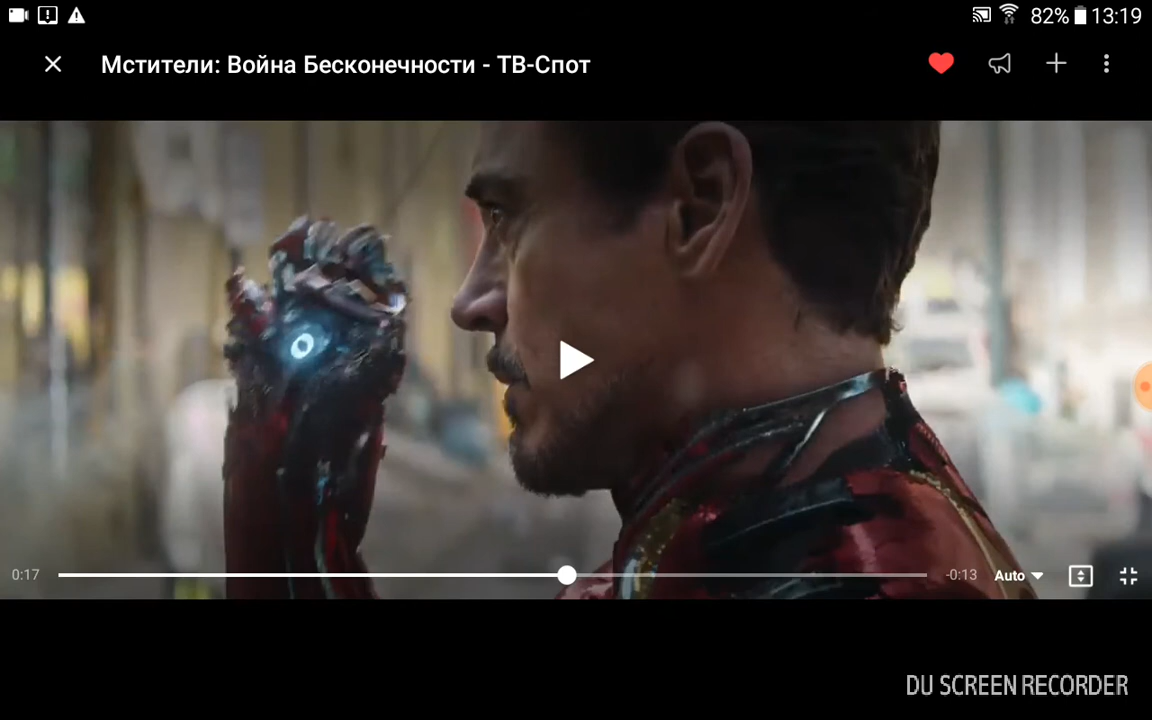 82% 13:19
Мстители: Война Бесконечности - ТВ-Спот
0:17 -0:13 Auto
DU SCREEN RECORDER